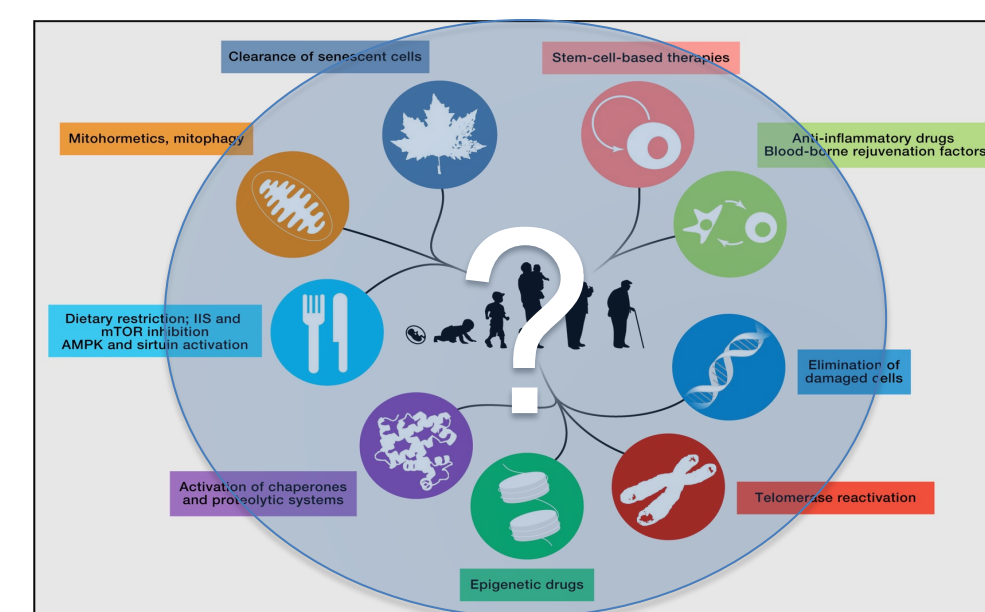 Clearance of senescent cells
Stem-cell-based therapies
Mitohormetics, mitophagy
Anti-inflammatory drugs
Blood-borne rejuvenation factors
?
Dietary restriction; IIS and
mTOR inhibition
AMPK and sirtuin activation
Elimination of
damaged cells
Activation of chaperones
and proteolytic systems
Telomerase reactivation
Epigenetic drugs